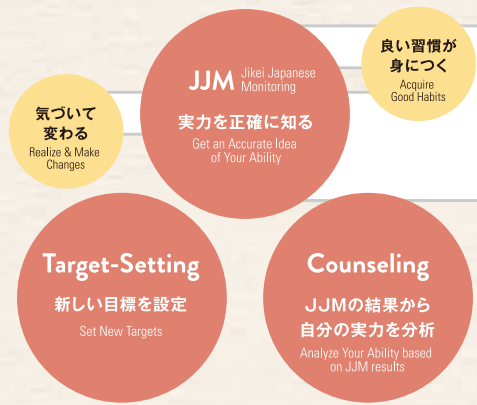 JJM Jikei Japanese
Monitoring
実力を正確に知る
Get an Accurate Idea
of Your Ability
良い習慣が
身につく
Acquire
Good Habits
気づいて
変わる
Realize & Make
Changes
Target-Setting
新しい目標を設定
Set New Targets
Counseling
JJMの結果から
自分の実力を分析
Analyze Your Ability based
on JJM results